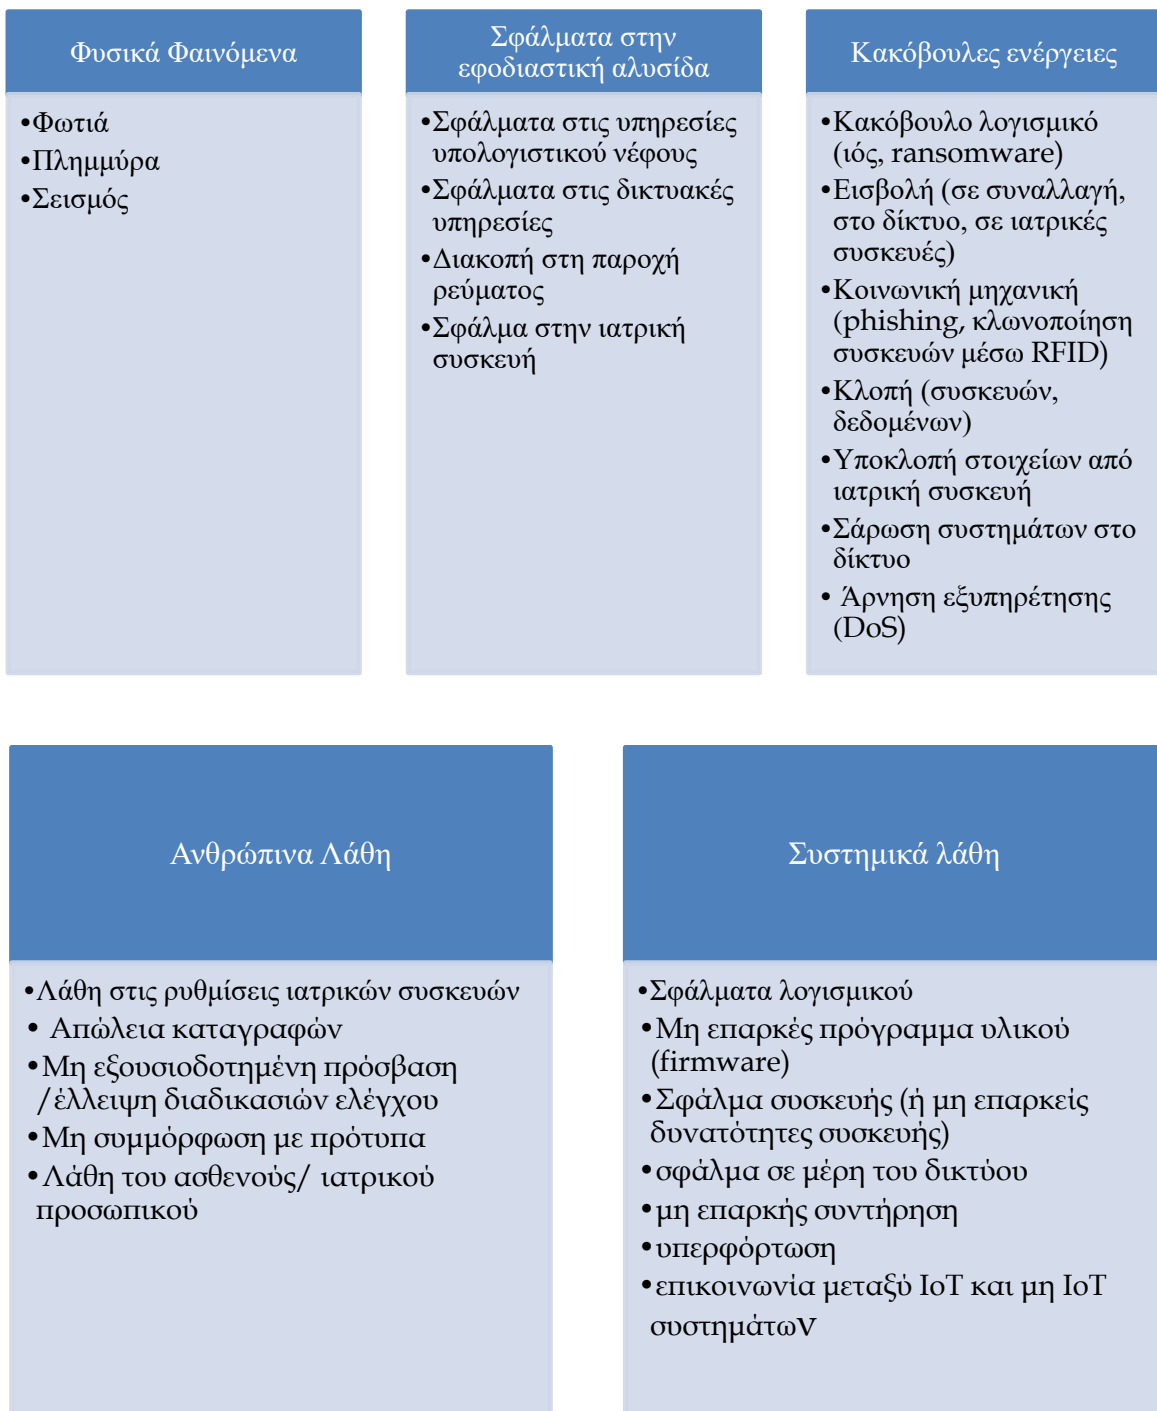 Φυσικά Φαινόμενα
•Φωτιά
•Πλημμύρα
•Σεισμός
Σφάλματα στην
εφοδιαστική αλυσίδα
•Σφάλματα στις υπηρεσίες
υπολογιστικού νέφους
•Σφάλματα στις δικτυακές
υπηρεσίες
•Διακοπή στη παροχή
ρεύματος
•Σφάλμα στην ιατρική
συσκευή
Κακόβουλες ενέργειες
•Κακόβουλο λογισμικό
(ιός, ransomware)
•Εισβολή (σε συναλλαγή,
στο δίκτυο, σε ιατρικές
συσκευές)
•Κοινωνική μηχανική
(phishing, κλωνοποίηση
συσκευών μέσω RFID)
•Κλοπή (συσκευών,
δεδομένων)
•Υποκλοπή στοιχείων από
ιατρική συσκευή
•Σάρωση συστημάτων στο
δίκτυο
• Άρνηση εξυπηρέτησης
(DoS)
Ανθρώπινα Λάθη
•Λάθη στις ρυθμίσεις ιατρικών συσκευών
• Απώλεια καταγραφών
•Μη εξουσιοδοτημένη πρόσβαση
/έλλειψη διαδικασιών ελέγχου
•Μη συμμόρφωση με πρότυπα
•Λάθη του ασθενούς/ ιατρικού
προσωπικού
Συστημικά λάθη
•Σφάλματα λογισμικού
•Μη επαρκές πρόγραμμα υλικού
(firmware)
•Σφάλμα συσκευής (ή μη επαρκείς
δυνατότητες συσκευής)
•σφάλμα σε μέρη του δικτύου
•μη επαρκής συντήρηση
•υπερφόρτωση
•επικοινωνία μεταξύ IoT και μη IoT
συστημάτων